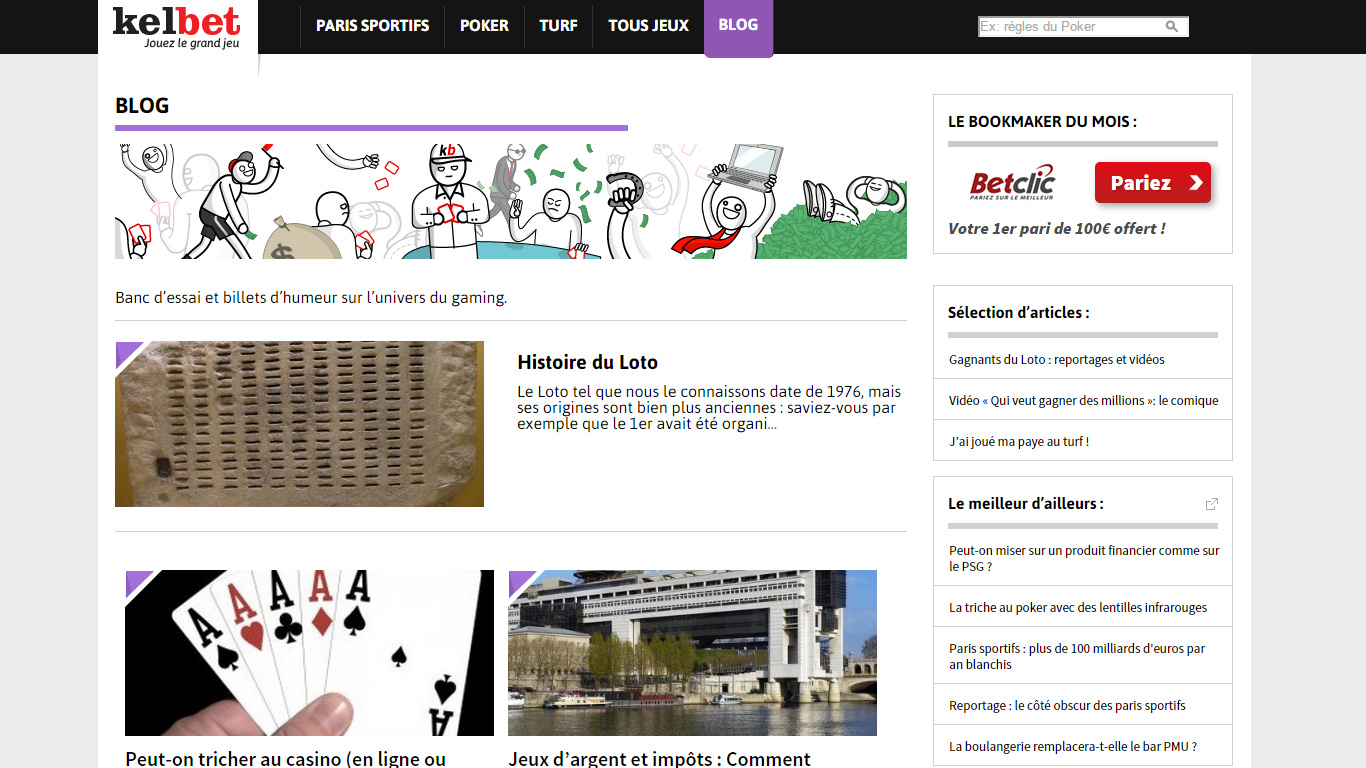 kelbet
Jouez le grand jeu
PARIS SPORTIFS
POKER
TURF
TOUS JEUX
BLOG
Ex: règles du Poker
BLOG
kb
$
Banc d’essai et billets d’humeur sur l’univers du gaming.
Histoire du Loto
Le Loto tel que nous le connaissons date de 1976, mais
ses origines sont bien plus anciennes : saviez-vous par
exemple que le 1er avait été organi...
A A A A A
A
A
Peut-on tricher au casino (en ligne ou
Jeux d’argent et impôts : Comment
LE BOOKMAKER DU MOIS :
Betclic
PARIEZ SUR LE MEILLEUR
Pariez
Votre 1er pari de 100€ offert !
Sélection d’articles :
Gagnants du Loto : reportages et vidéos
Vidéo « Qui veut gagner des millions »: le comique
J’ai joué ma paye au turf !
Le meilleur d’ailleurs :
Peut-on miser sur un produit financier comme sur
le PSG ?
La triche au poker avec des lentilles infrarouges
Paris sportifs : plus de 100 milliards d’euros par
an blanchis
Reportage : le côté obscur des paris sportifs
La boulangerie remplacera-t-elle le bar PMU ?